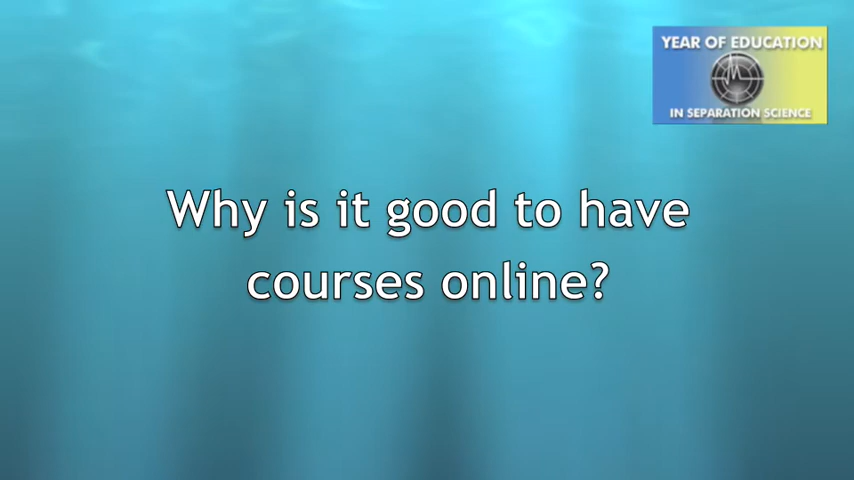 YEAR OF EDUCATION
IN SEPARATION SCIENCE
Why is it good to have
courses online?